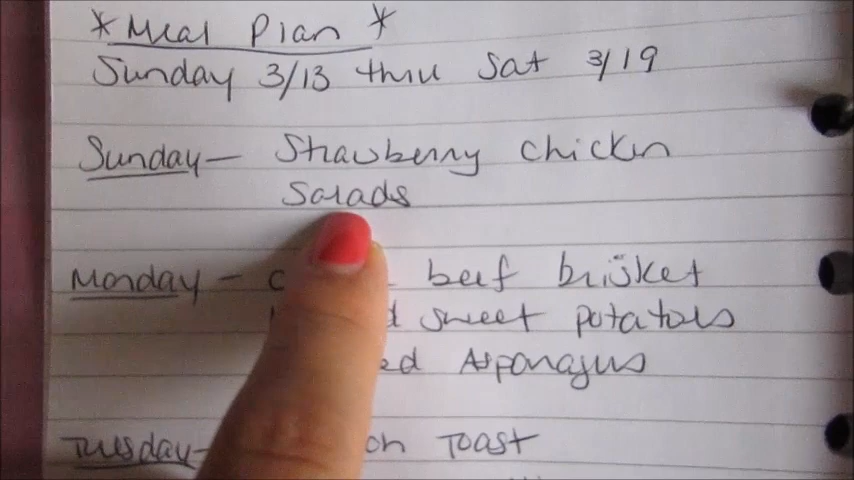 *Meal Plan*
Sunday 3/13 thru Sat 3/19
Sunday- Strawberry Chicken
Salads
Monday- beef brisket
sweet potatoes
Asparagus
Tuesday- on Toast